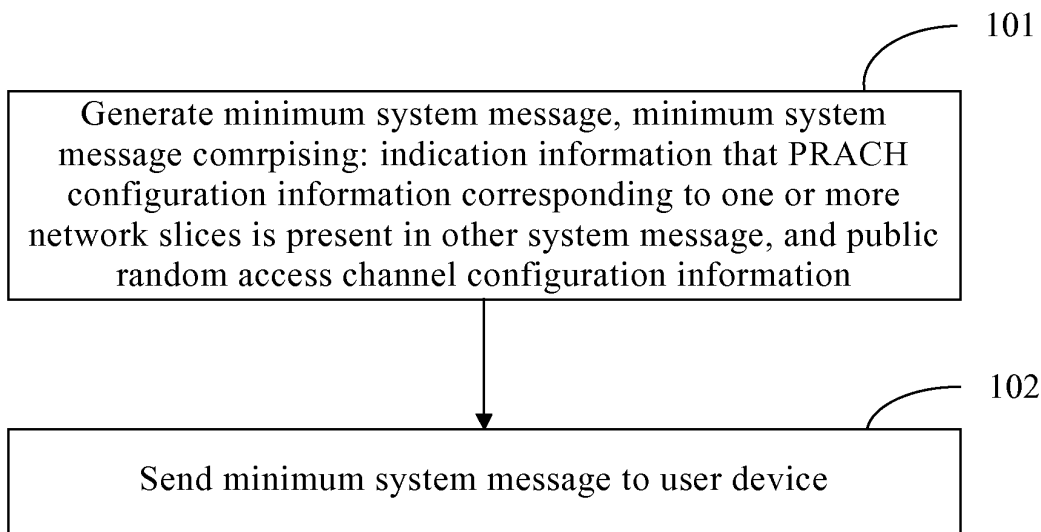 101
Generate minimum system message, minimum system
message comrpising: indication information that PRACH
configuration information corresponding to one or more
network slices is present in other system message, and public
random access channel configuration information
102
Send minimum system message to user device